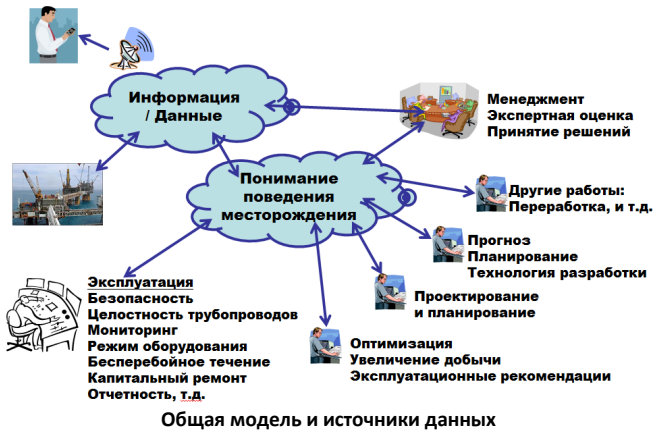 Информация
/ Данные
Менеджмент
Экспертная оценка
Принятие решений
Понимание
поведения
месторождения
Другие работы:
Переработка, и т.д.
Прогноз
Планирование
Технология разработки
Проектирование
и планирование
Эксплуатация
Безопасность
Целостность трубопроводов
Мониторинг
Режим оборудования
Бесперебойное течение
Капитальный ремонт
Отчетность, т.д.
Оптимизация
Увеличение добычи
Эксплуатационные рекомендации
Общая модель и источники данных